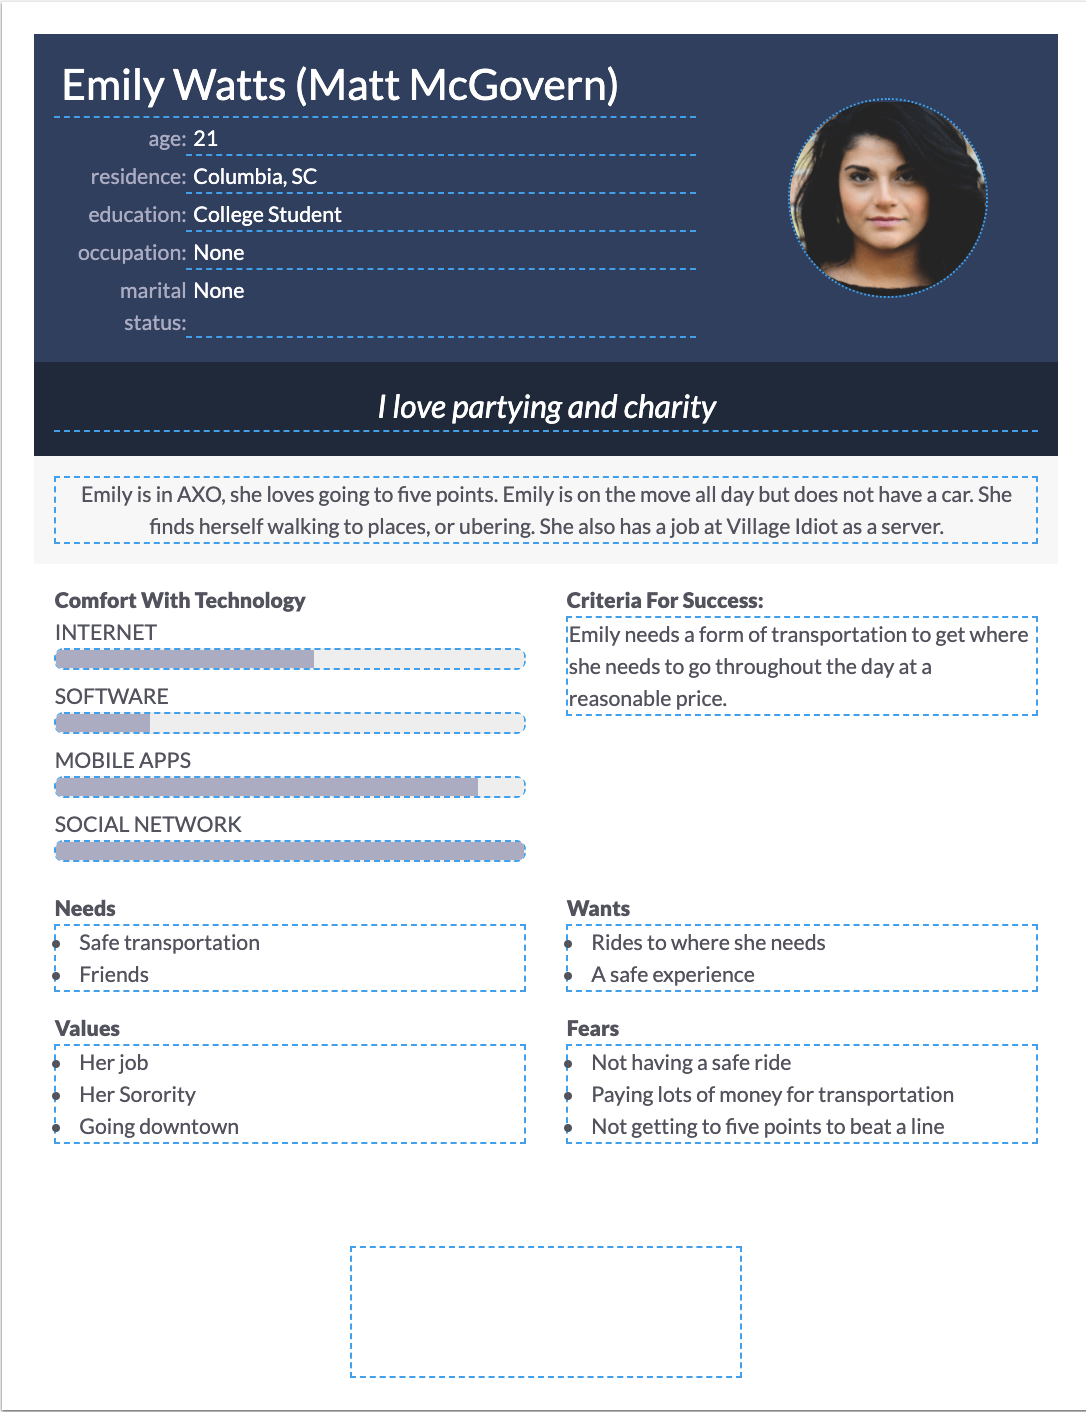 Emily Watts (Matt McGovern)
age: 21
residence: Columbia, SC
education: College Student
occupation: None
marital None
status:
I love partying and charity
Emily is in AXO, she loves going to five points. Emily is on the move all day but does not have a car. She
finds herself walking to places, or ubering. She also has a job at Village Idiot as a server.
Comfort With Technology
INTERNET
SOFTWARE
MOBILE APPS
SOCIAL NETWORK
Criteria For Success:
Emily needs a form of transportation to get where
she needs to go throughout the day at a
reasonable price.
Needs
• Safe transportation
• Friends
Wants
• Rides to where she needs
• A safe experience
Values
• Her job
• Her Sorority
• Going downtown
Fears
• Not having a safe ride
• Paying lots of money for transportation
• Not getting to five points to beat a line